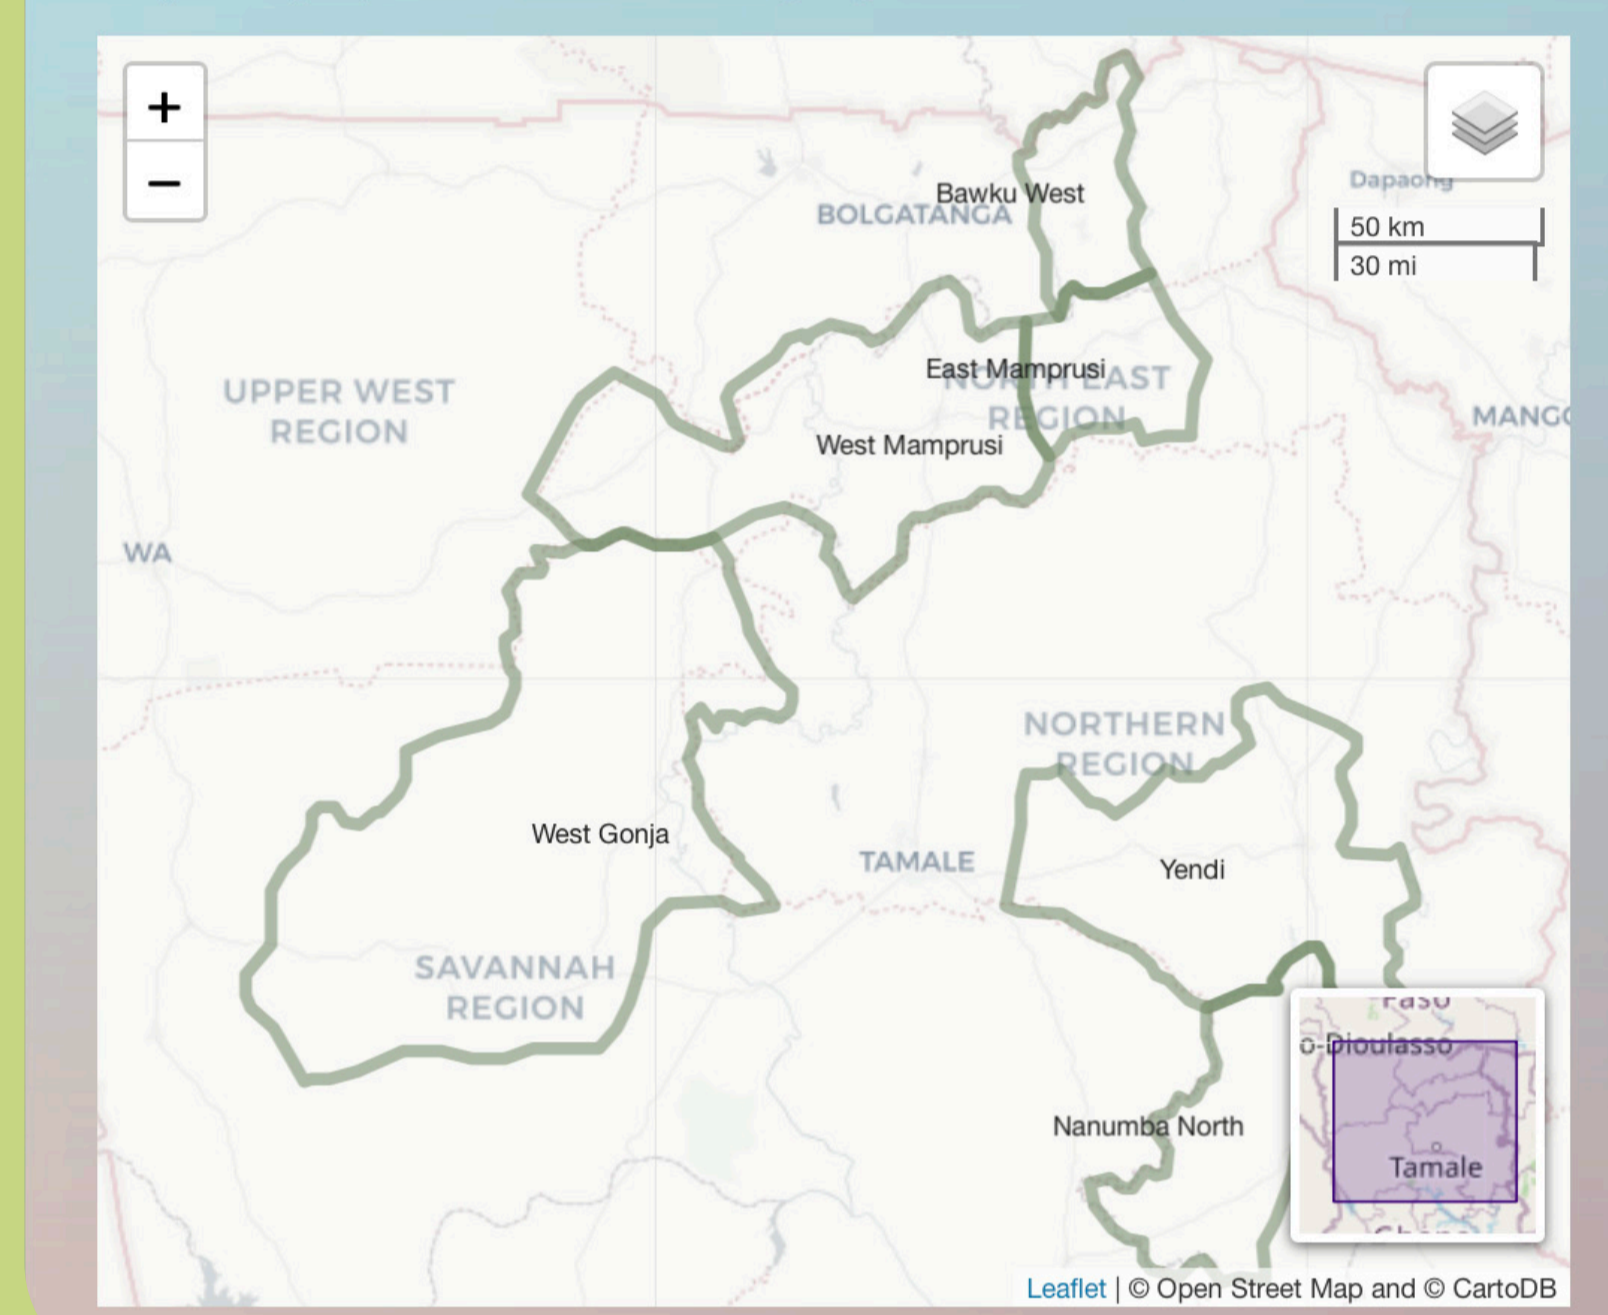 +
−
Dapaong
50 km
30 mi
Bawku West
BOLGATANGA
East Mamprusi
NORTH EAST
REGION
UPPER WEST
REGION
MANGO
West Mamprusi
WA
NORTHERN
REGION
West Gonja
TAMALE
Yendi
SAVANNAH
REGION
Faso
o-Dioulasso
Nanumba North
Tamale
Ghana
Leaflet | © Open Street Map and © CartoDB